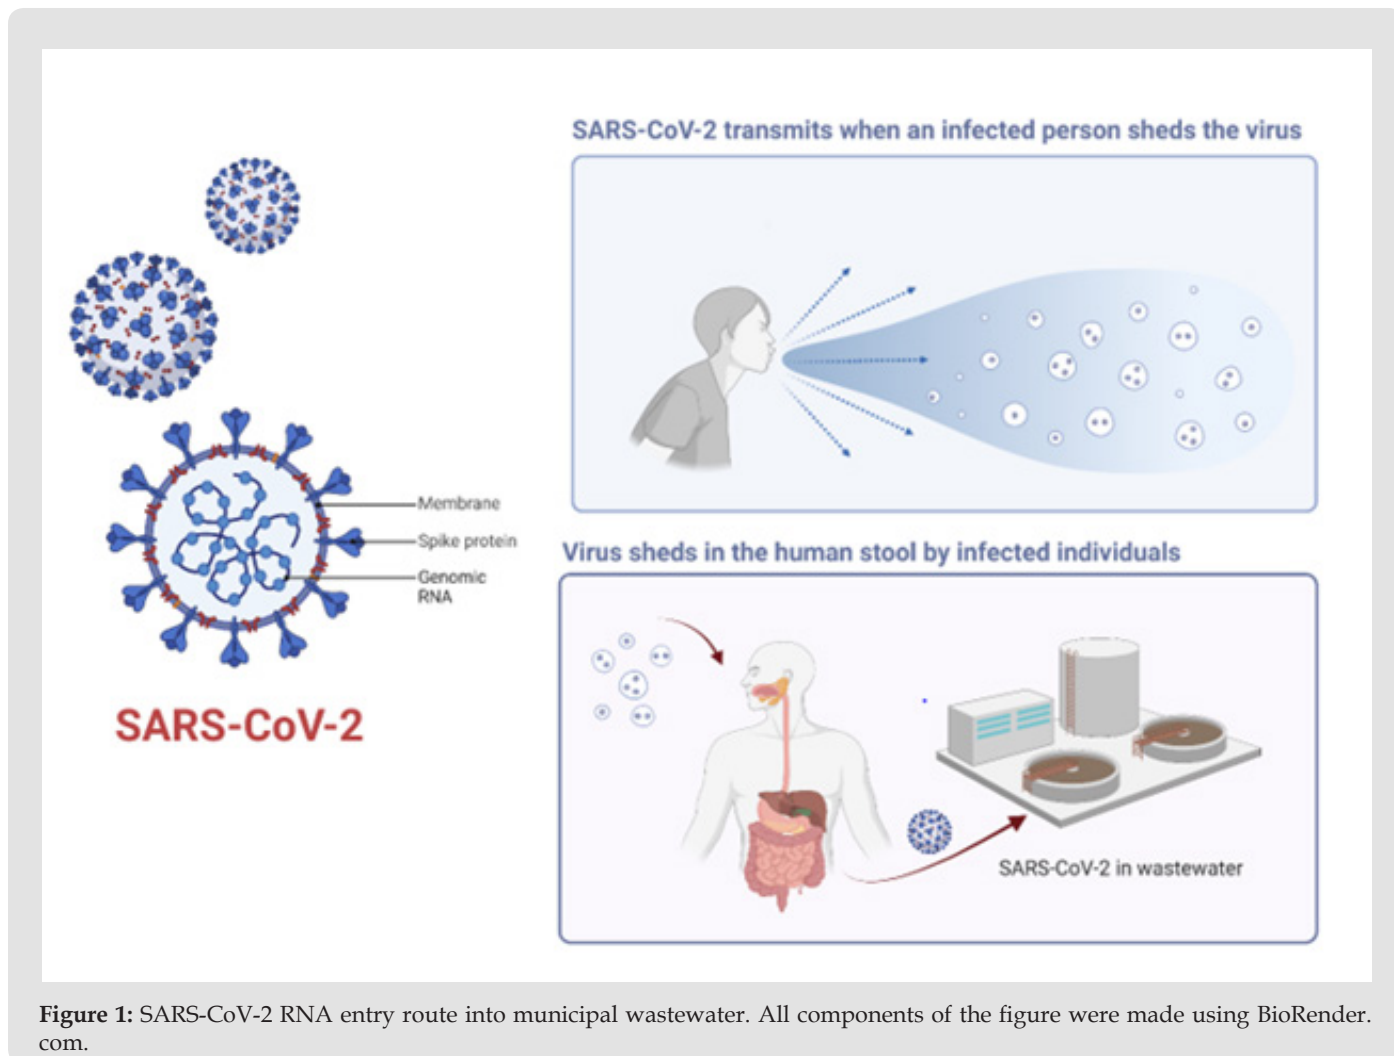 SARS-CoV-2 transmits when an infected person sheds the virus
Membrane
Spike protein
Genomic
RNA
SARS-CoV-2
Virus sheds in the human stool by infected individuals
SARS-CoV-2 in wastewater
Figure 1: SARS-CoV-2 RNA entry route into municipal wastewater. All components of the figure were made using BioRender.
com.